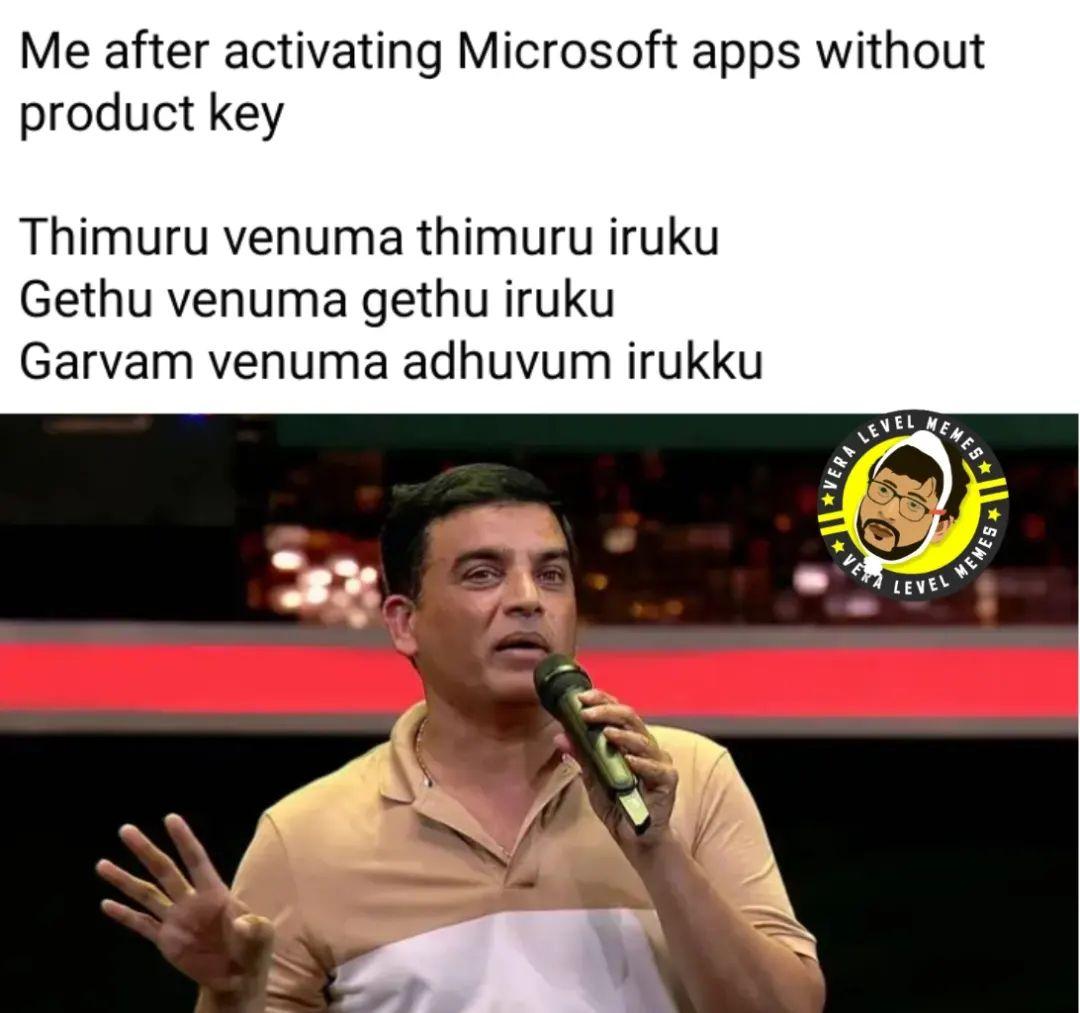 Me after activating Microsoft apps without
product key
Thimuru venuma thimuru iruku
Gethu venuma gethu iruku
Garvam venuma adhuvum irukku
VERA LEVEL MEMES
VERA LEVEL MEMES